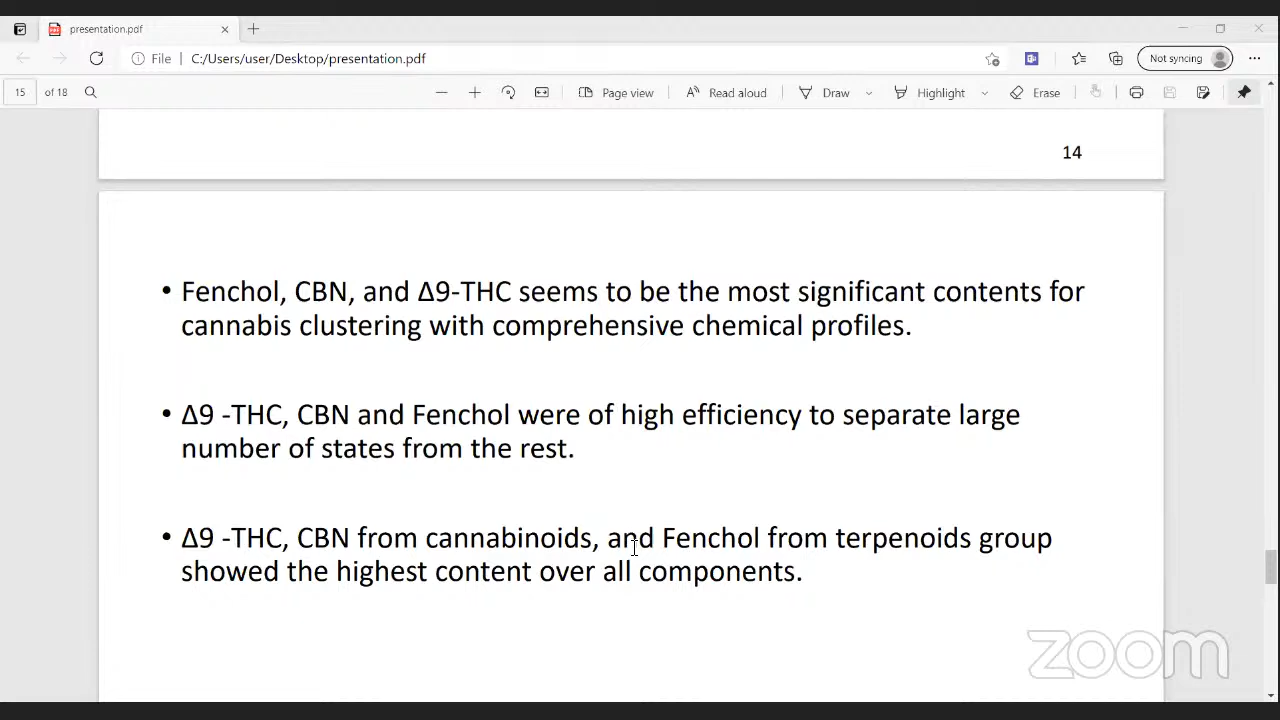 presentation.pdf
File
C:/Users/user/Desktop/presentation.pdf
Not syncing
15 of 18
Page view
Read aloud
Draw
Highlight
Erase
14
• Fenchol, CBN, and Δ9-THC seems to be the most significant contents for
cannabis clustering with comprehensive chemical profiles.
• Δ9 -THC, CBN and Fenchol were of high efficiency to separate large
number of states from the rest.
• Δ9 -THC, CBN from cannabinoids, and Fenchol from terpenoids group
showed the highest content over all components.
zoom